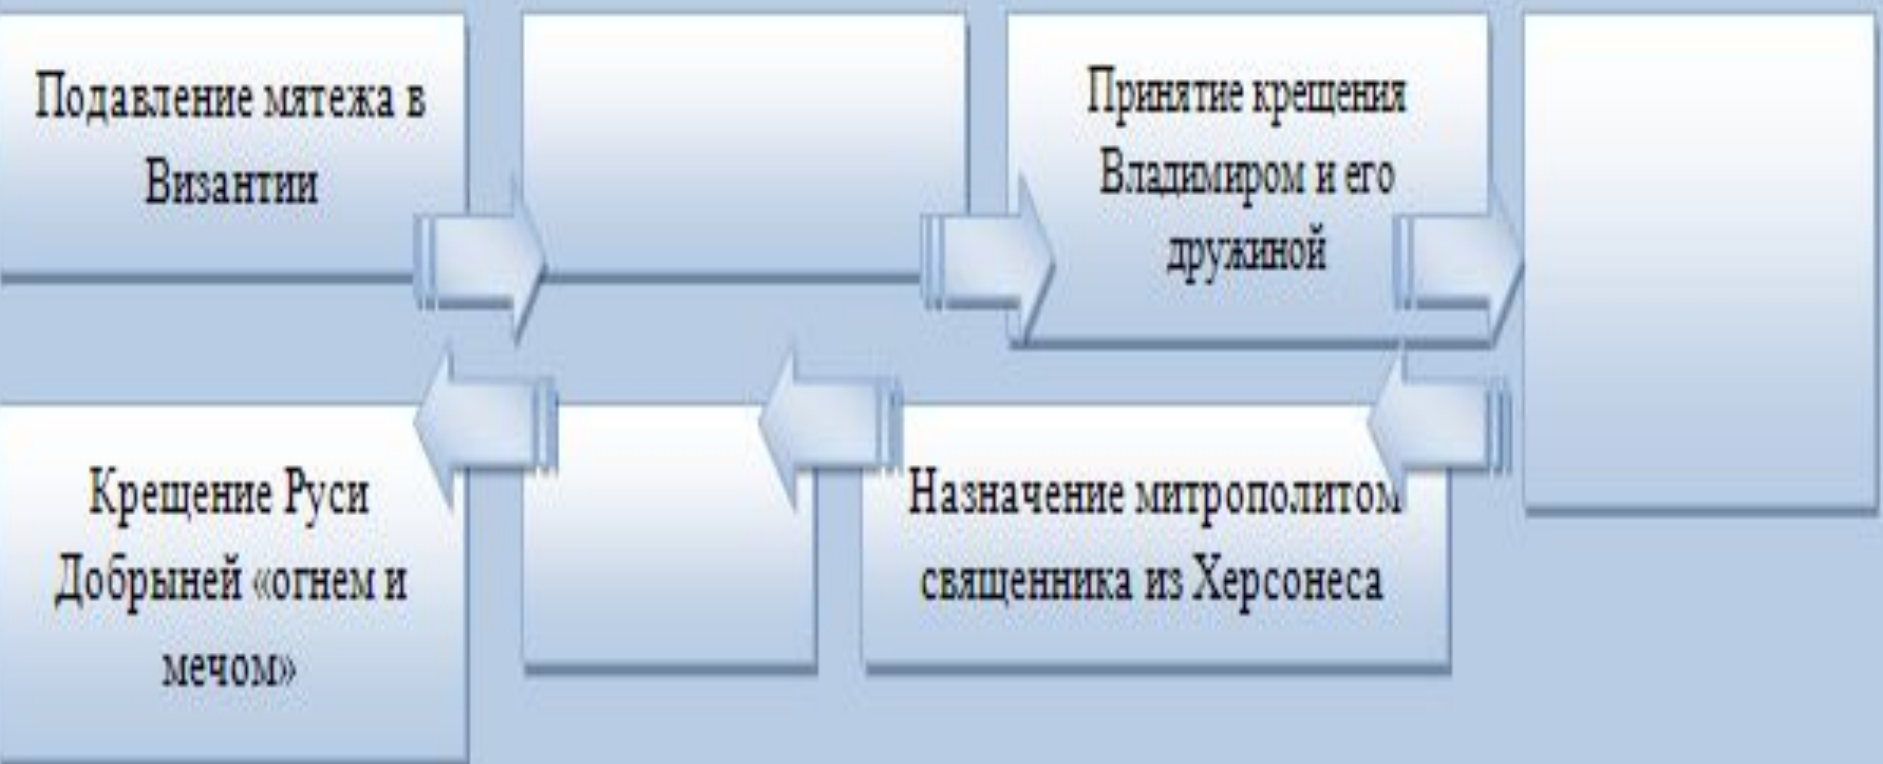 Подавление мятежа в
Византии
Принятие крещения
Владимиром и его
дружиной
Назначение митрополитом
священника из Херсонеса
Крещение Руси
Добрыней «огнем и
мечом»